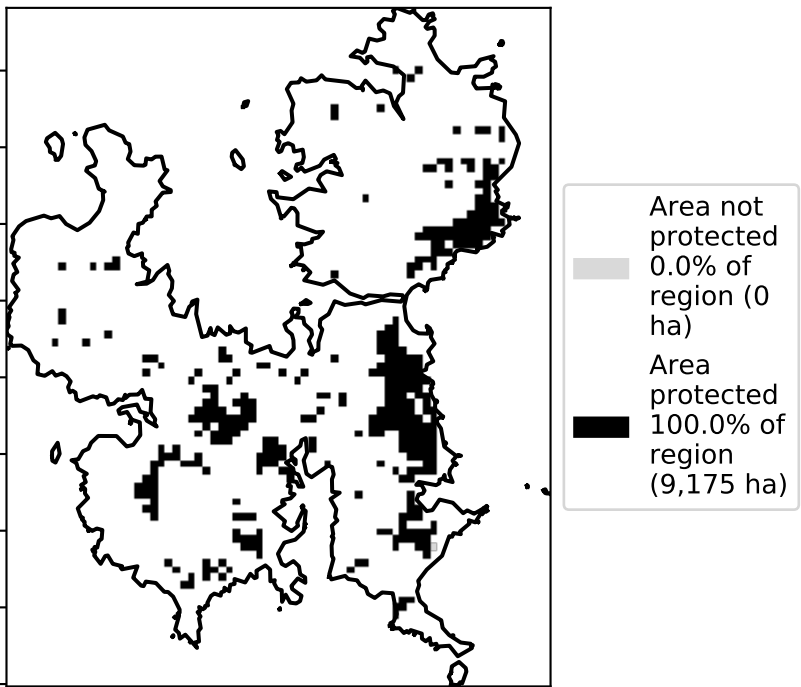 Area not
protected
0.0% of
region (0
ha)
Area
protected
100.0% of
region
(9,175 ha)